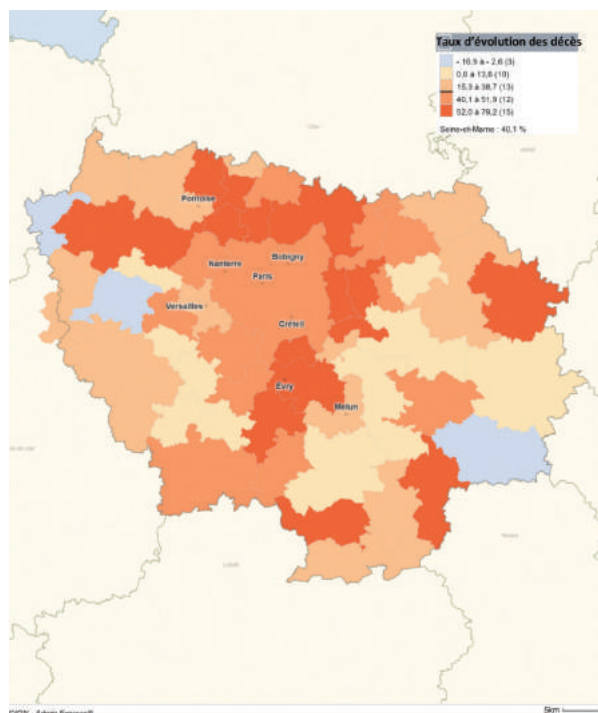 Taux d'évolution des décès
- 16,9 à - 2,6 (3)
0,8 à 13,8 (10)
15,3 à 38,7 (13)
40,1 à 51,9 (12)
52,0 à 79,2 (15)
Seine-et-Marne : 40,1 %
Pontoise
Bobigny
Nanterre
Paris
Versailles
Créteil
Évry
Melun
5km